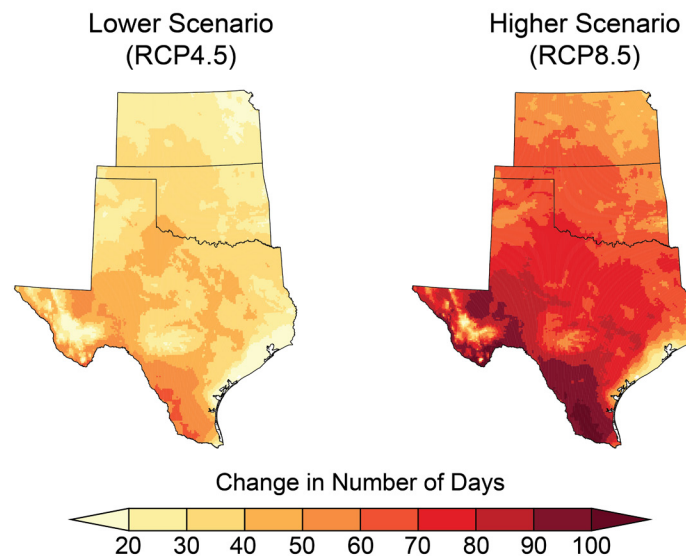 Lower Scenario
(RCP4.5)
Higher Scenario
(RCP8.5)
Change in Number of Days
20 30 40 50 60 70 80 90 100